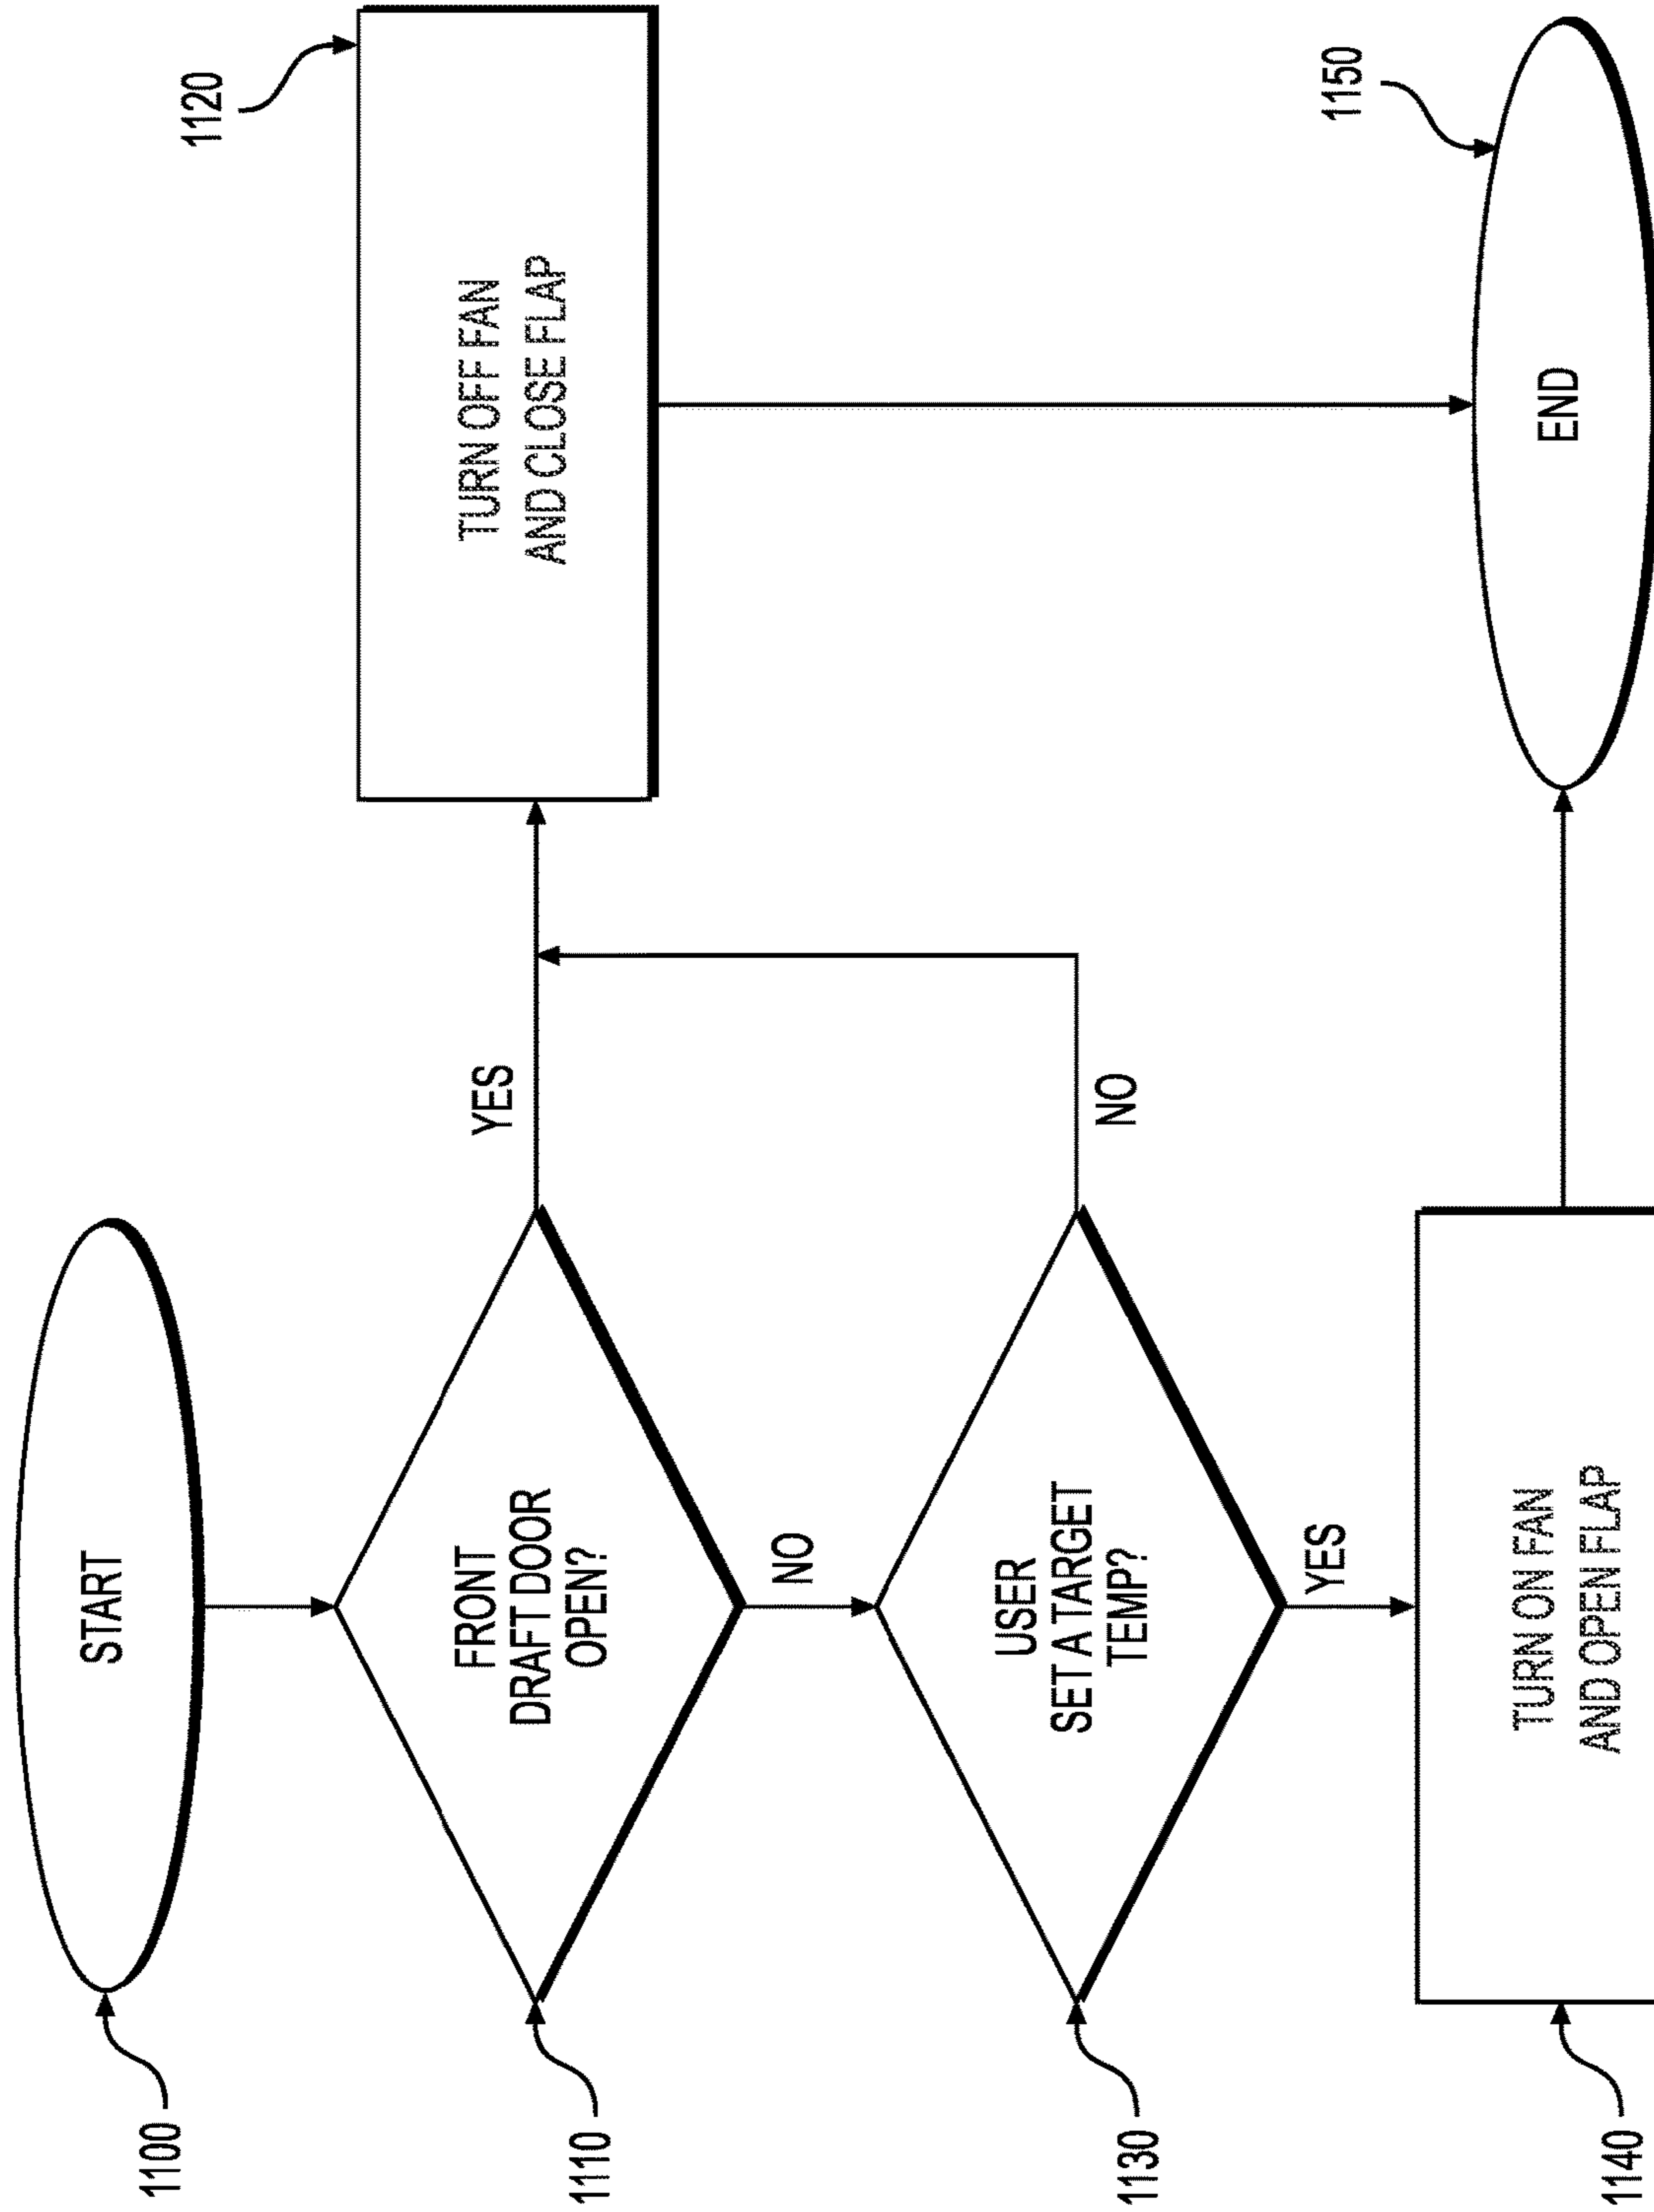 1100
START
1110
FRONT
DRAFT DOOR
OPEN?
YES
1120
TURN OFF FAN
AND CLOSE FLAP
NO
1130
USER
SET A TARGET
TEMP?
NO
YES
1140
TURN ON FAN
AND OPEN FLAP
1150
END